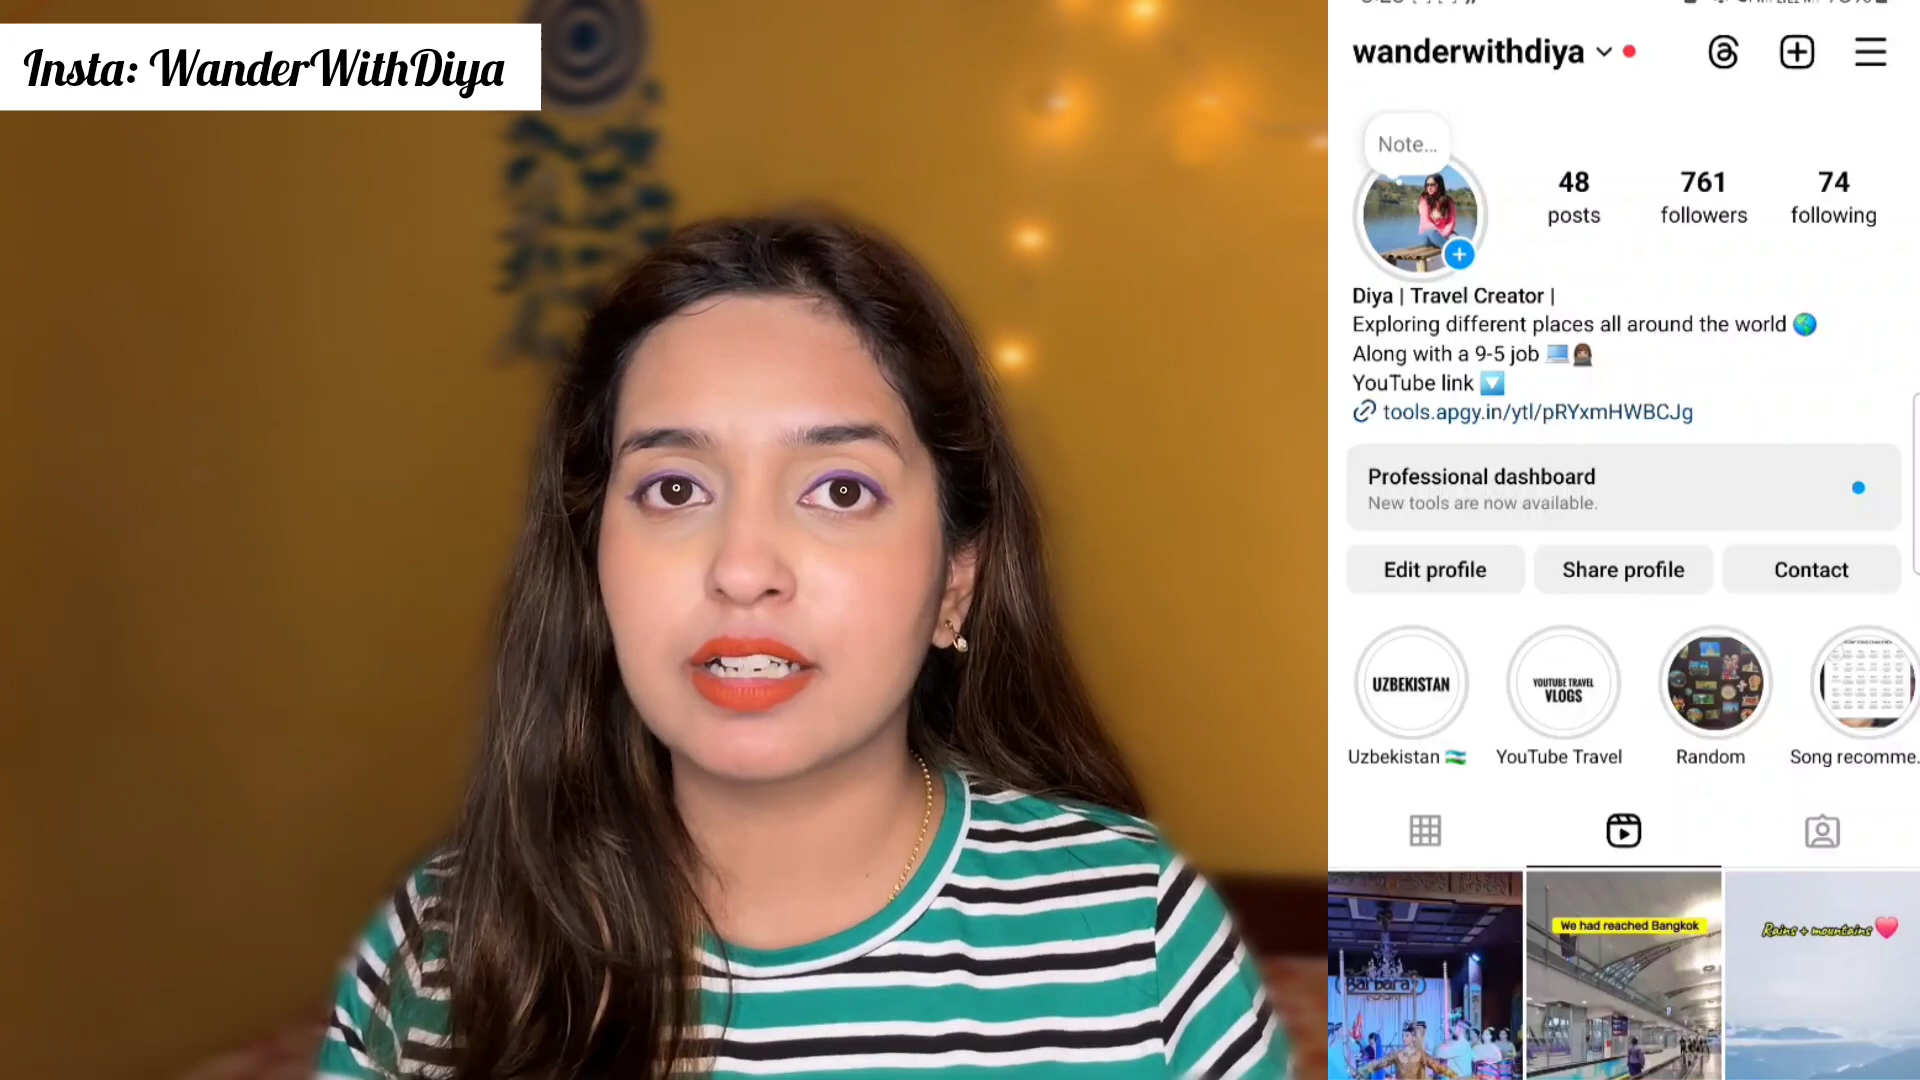 Insta: WanderWithDiya
wanderwithdiya
Note...
48
posts
761
followers
74
following
Diya | Travel Creator |
Exploring different places all around the world 🌏
Along with a 9-5 job 💻👩🏾‍💻
YouTube link 🔽
tools.apgy.in/ytl/pRYxmHWBCJg
Professional dashboard
New tools are now available.
Edit profile
Share profile
Contact
UZBEKISTAN
YOUTUBE TRAVEL
VLOGS
Uzbekistan 🇺🇿
YouTube Travel
Random
Song recomme.
We had reached Bangkok
Rains + mountains ❤️
Barbara